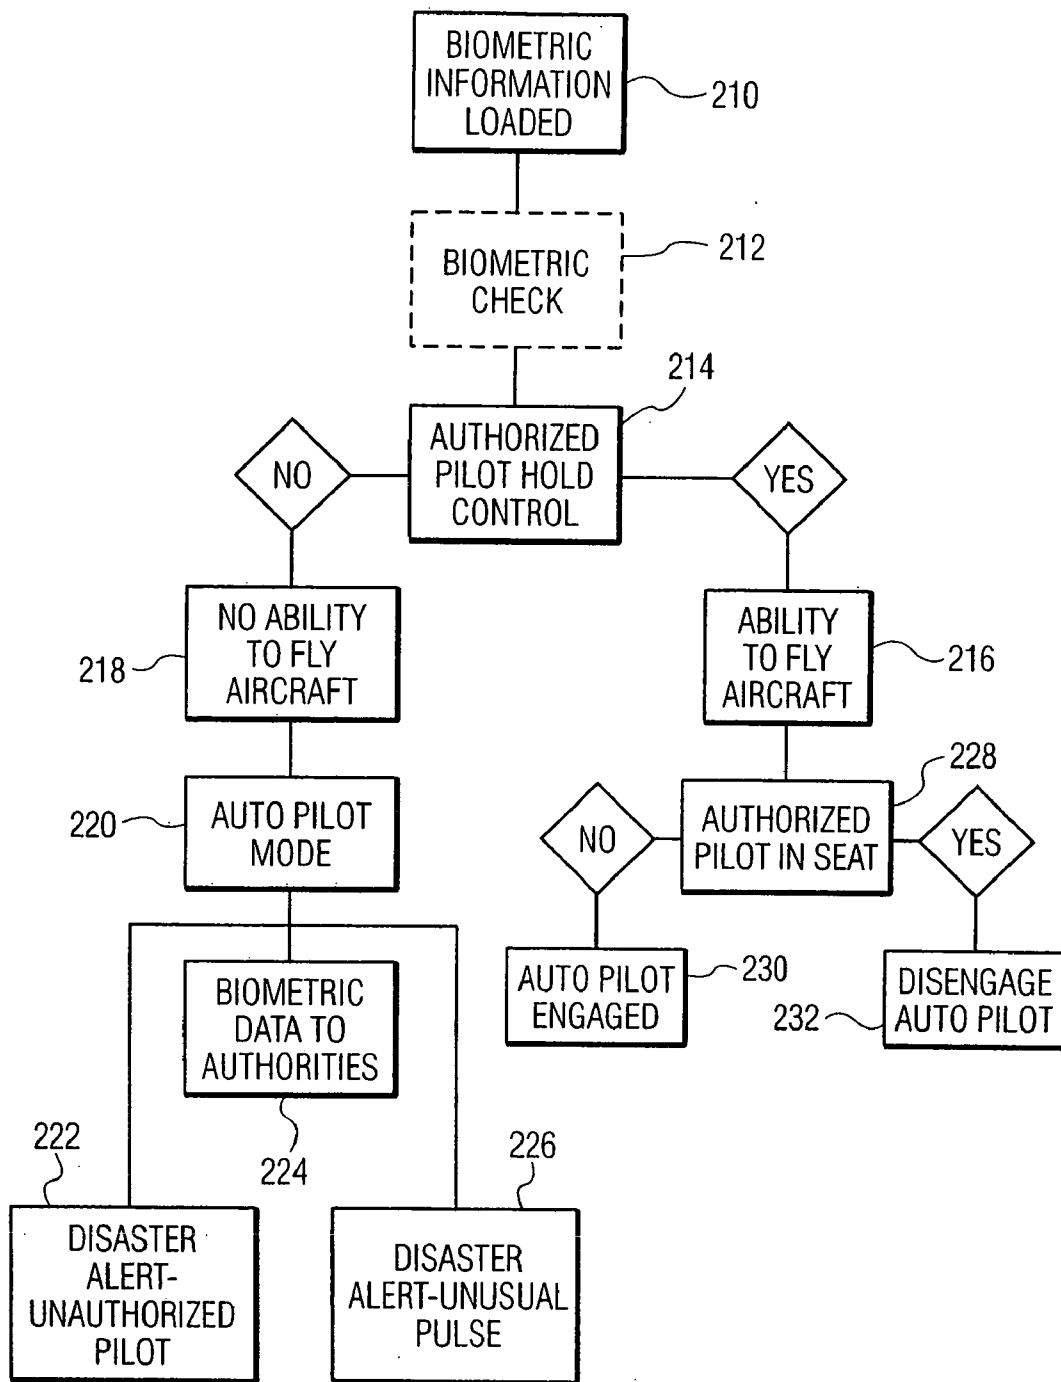 BIOMETRIC
INFORMATION
LOADED
210
BIOMETRIC
CHECK
212
214
AUTHORIZED
PILOT HOLD
CONTROL
NO
YES
NO ABILITY
TO FLY
AIRCRAFT
218
ABILITY
TO FLY
AIRCRAFT
216
AUTO PILOT
MODE
220
228
AUTHORIZED
PILOT IN SEAT
NO
YES
BIOMETRIC
DATA TO
AUTHORITIES
224
AUTO PILOT
ENGAGED
230
DISENGAGE
AUTO PILOT
232
222
DISASTER
ALERT-
UNAUTHORIZED
PILOT
226
DISASTER
ALERT-UNUSUAL
PULSE